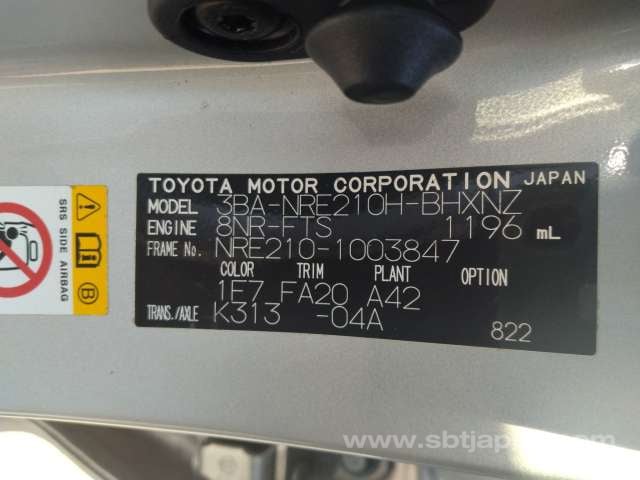 TOYOTA MOTOR CORPORATION JAPAN
MODEL 3BA-NRE210H-BHXNZ
ENGINE 8NR-FTS 1196 mL
FRAME No. NRE210-1003847
COLOR TRIM PLANT OPTION
1E7 FA20 A42
TRANS./AXLE K313 -04A
822
SRS SIDE AIRBAG
B
www.sbtjapan.com